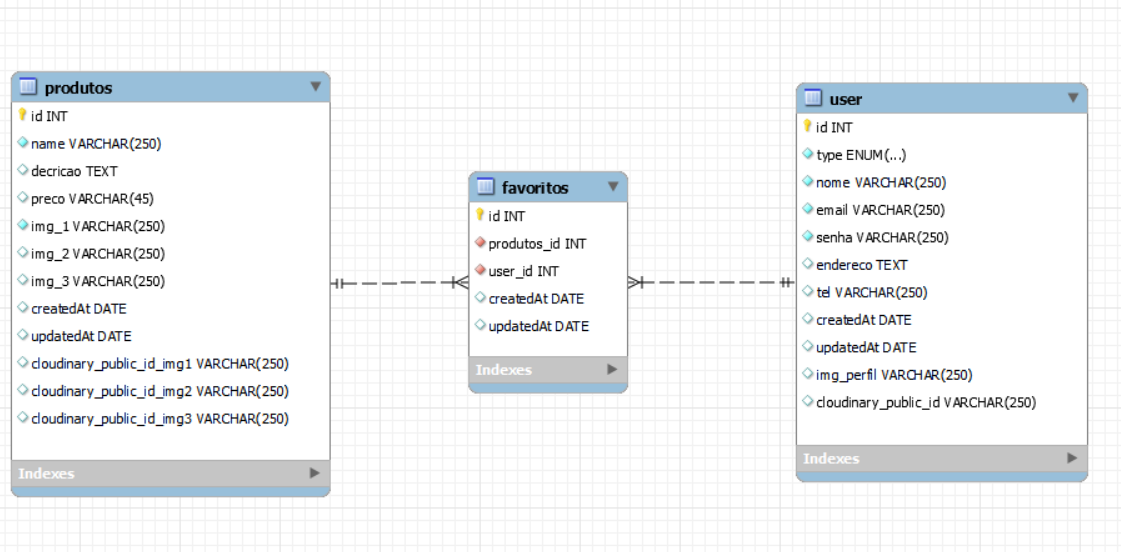 produtos
id INT
name VARCHAR(250)
decricao TEXT
preco VARCHAR(45)
img_1 VARCHAR(250)
img_2 VARCHAR(250)
img_3 VARCHAR(250)
createdAt DATE
updatedAt DATE
cloudinary_public_id_img1 VARCHAR(250)
cloudinary_public_id_img2 VARCHAR(250)
cloudinary_public_id_img3 VARCHAR(250)
Indexes
favoritos
id INT
produtos_id INT
user_id INT
createdAt DATE
updatedAt DATE
Indexes
user
id INT
type ENUM(...)
nome VARCHAR(250)
email VARCHAR(250)
senha VARCHAR(250)
endereco TEXT
tel VARCHAR(250)
createdAt DATE
updatedAt DATE
img_perfil VARCHAR(250)
cloudinary_public_id VARCHAR(250)
Indexes